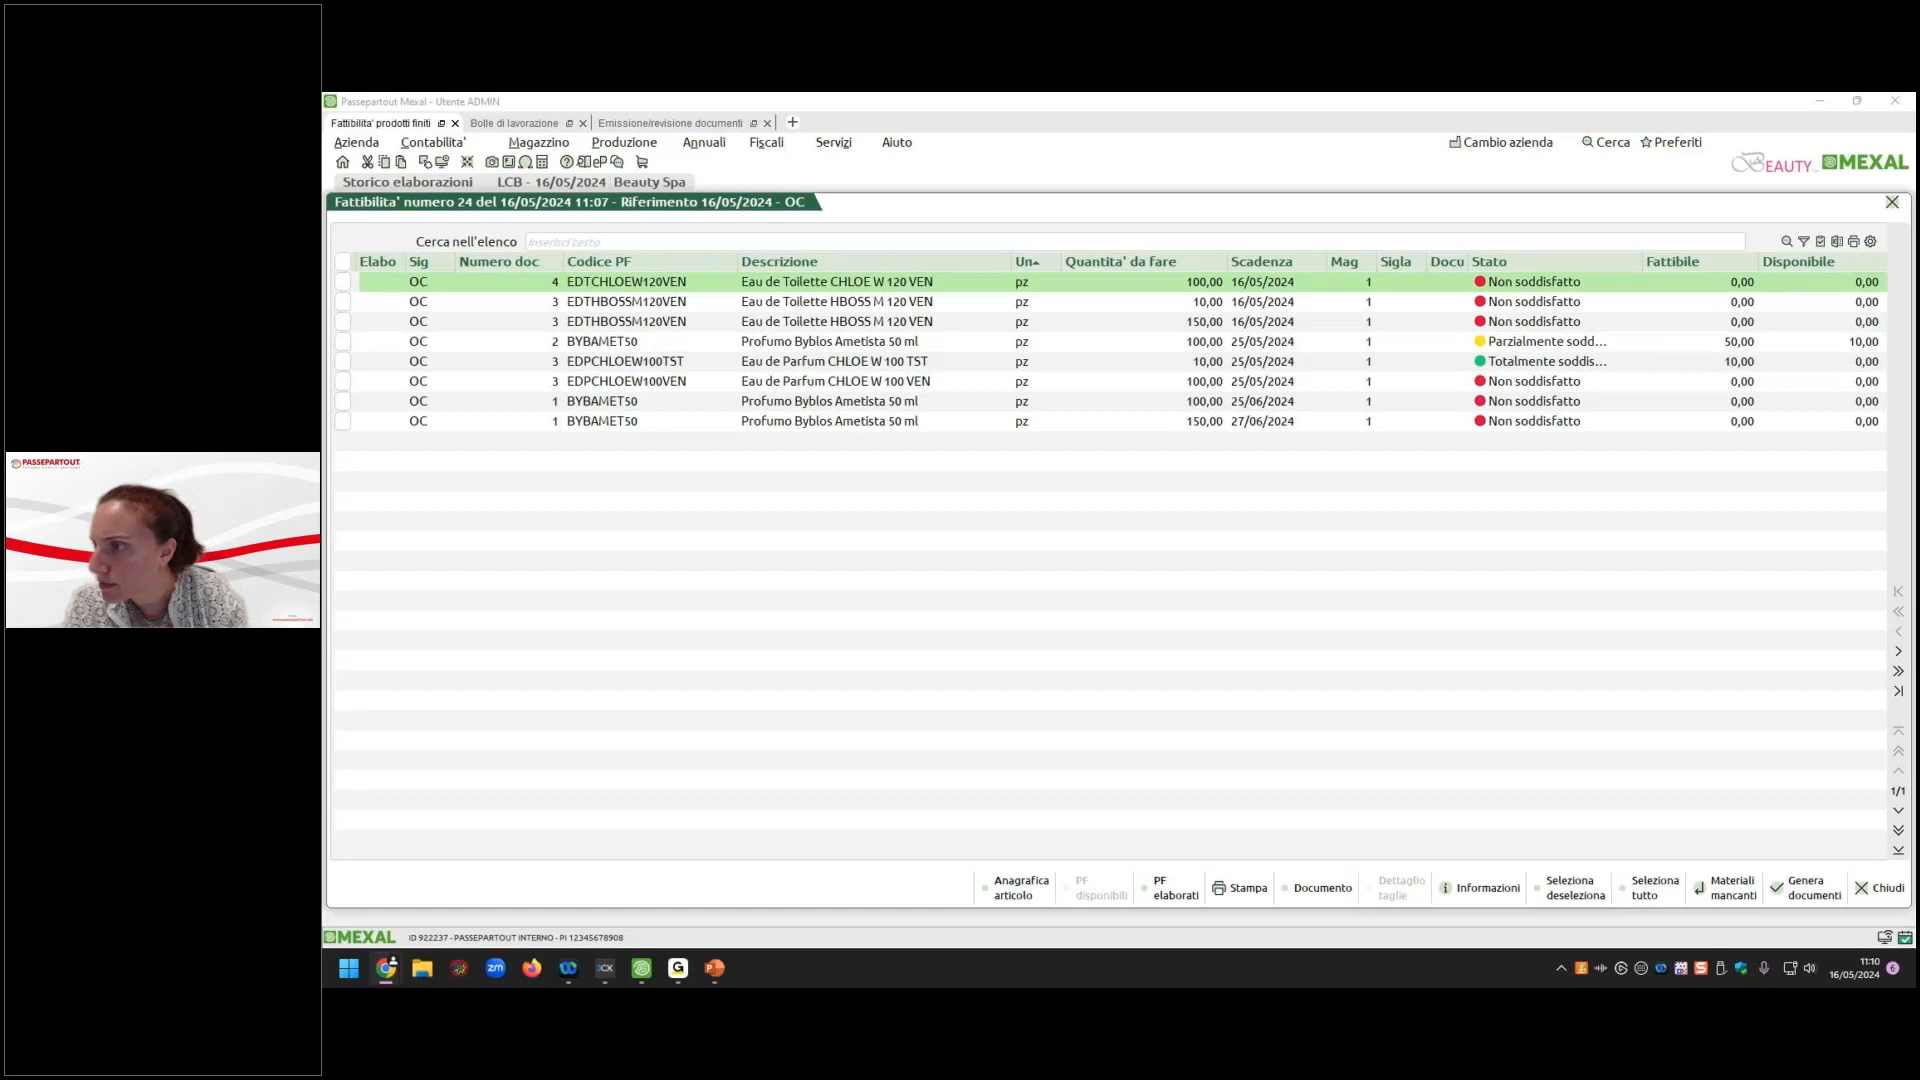 PASSEPARTOUT
Passepartout Mexal - Utente ADMIN
Fattibilita' prodotti finiti
Bolle di lavorazione
Emissione/revisione documenti
Azienda Contabilita' Magazzino Produzione Annuali Fiscali Servizi Aiuto
Cambio azienda Cerca Preferiti
BEAUTY MEXAL
Storico elaborazioni LCB - 16/05/2024 Beauty Spa
Fattibilita' numero 24 del 16/05/2024 11:07 - Riferimento 16/05/2024 - OC
Cerca nell'elenco Inserisci testo
Elabo Sig Numero doc Codice PF Descrizione Un Quantita' da fare Scadenza Mag Sigla Docu Stato Fattibile Disponibile
OC 4 EDTCHLOEW120VEN Eau de Toilette CHLOE W 120 VEN pz 100,00 16/05/2024 1 Non soddisfatto 0,00 0,00
OC 3 EDTHBOSSM120VEN Eau de Toilette HBOSS M 120 VEN pz 10,00 16/05/2024 1 Non soddisfatto 0,00 0,00
OC 3 EDTHBOSSM120VEN Eau de Toilette HBOSS M 120 VEN pz 150,00 16/05/2024 1 Non soddisfatto 0,00 0,00
OC 2 BYBAMET50 Profumo Byblos Ametista 50 ml pz 100,00 25/05/2024 1 Parzialmente sodd... 50,00 10,00
OC 3 EDPCHLOEW100TST Eau de Parfum CHLOE W 100 TST pz 10,00 25/05/2024 1 Totalmente soddis... 10,00 0,00
OC 3 EDPCHLOEW100VEN Eau de Parfum CHLOE W 100 VEN pz 100,00 25/05/2024 1 Non soddisfatto 0,00 0,00
OC 1 BYBAMET50 Profumo Byblos Ametista 50 ml pz 100,00 25/06/2024 1 Non soddisfatto 0,00 0,00
OC 1 BYBAMET50 Profumo Byblos Ametista 50 ml pz 150,00 27/06/2024 1 Non soddisfatto 0,00 0,00
1/1
Anagrafica articolo
PF disponibili
PF elaborati
Stampa
Documento
Dettaglio taglie
Informazioni
Seleziona deseleziona
Seleziona tutto
Materiali mancanti
Genera documenti
Chiudi
MEXAL ID 922237 - PASSEPARTOUT INTERNO - PI 12345678908
11:10
16/05/2024